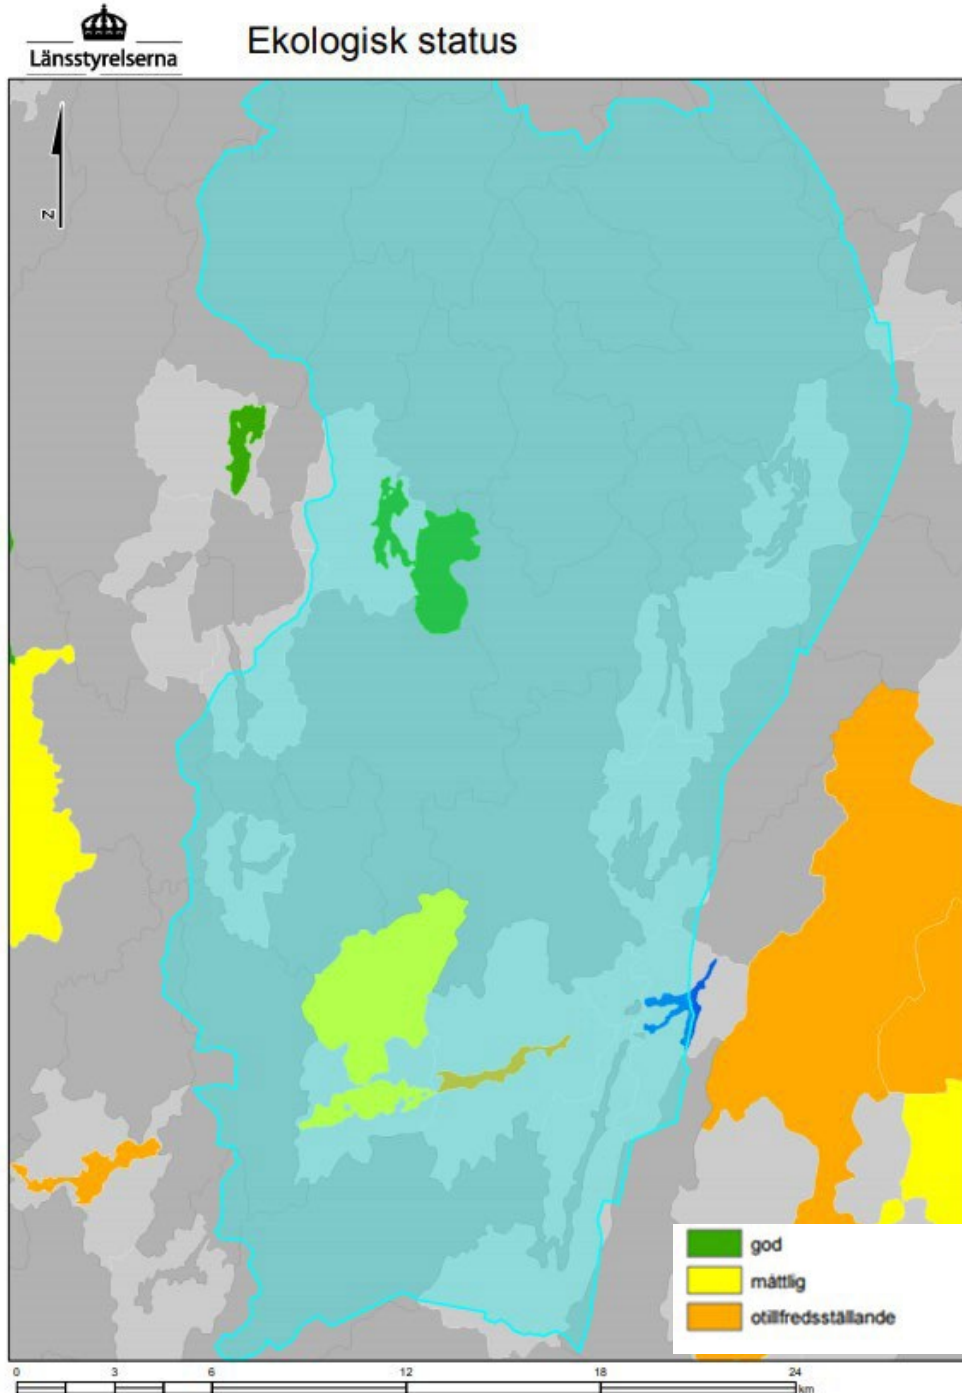 Länsstyrelserna
Ekologisk status
N
god
måttlig
otillfredsställande
0 3 6 12 18 24
km